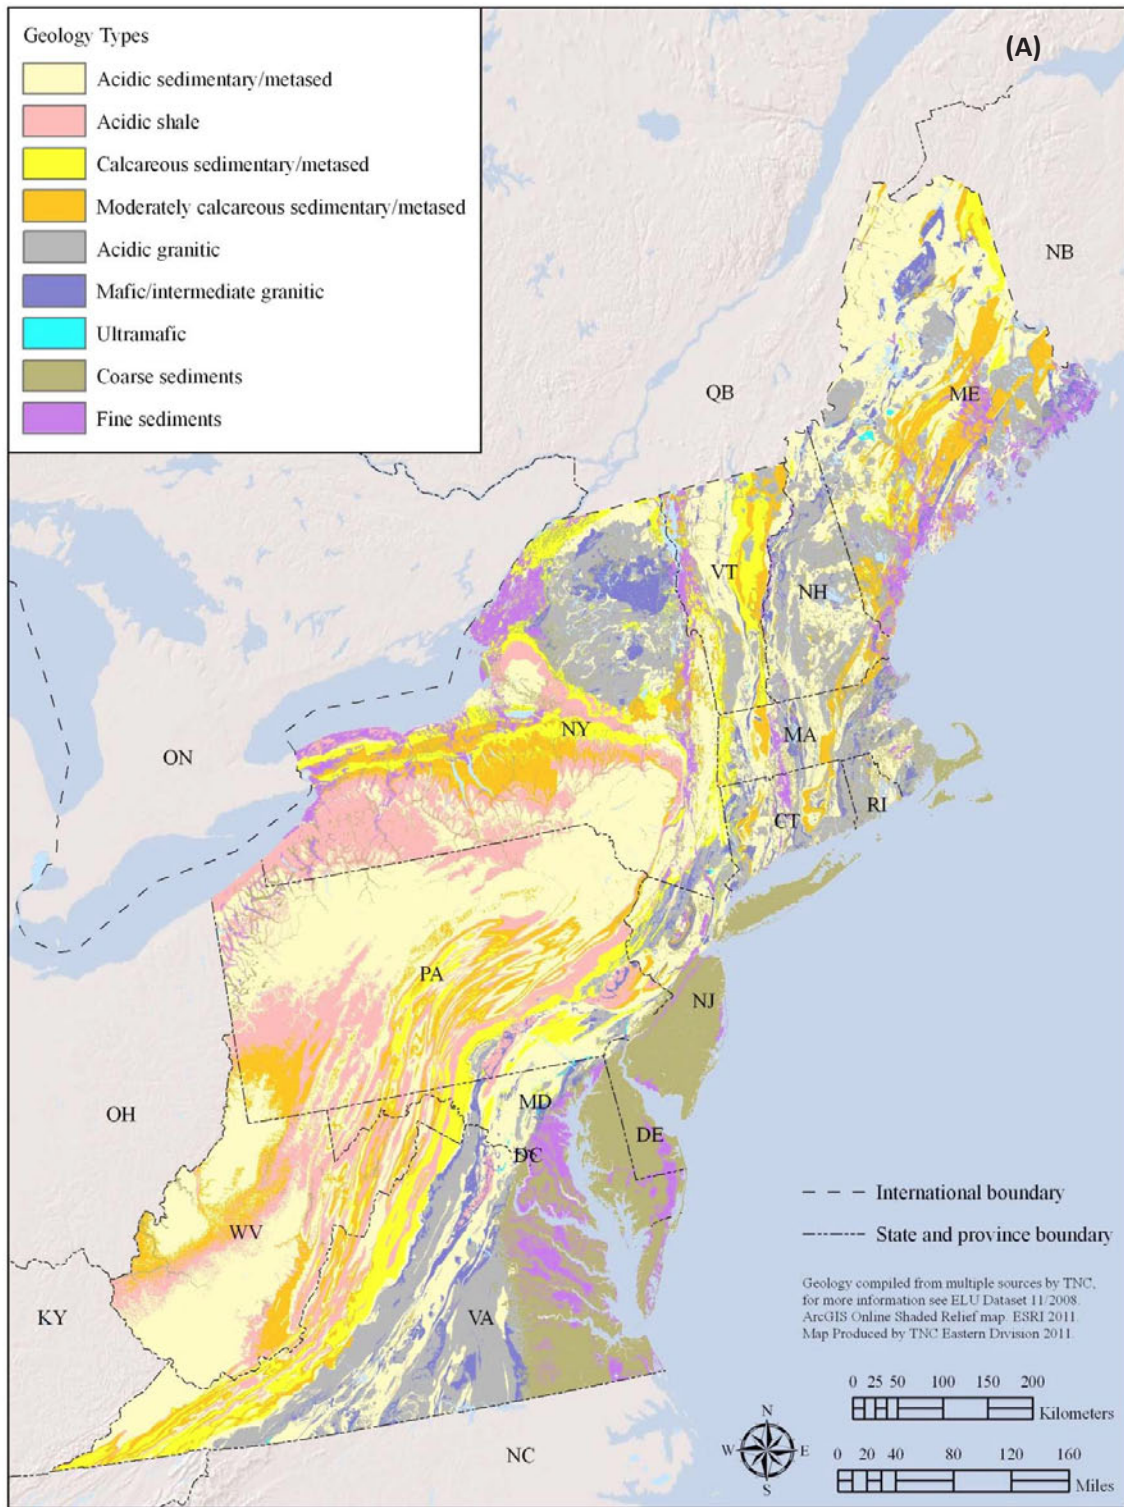 (A)
Geology Types
Acidic sedimentary/metased
Acidic shale
Calcareous sedimentary/metased
Moderately calcareous sedimentary/metased
Acidic granitic
Mafic/intermediate granitic
Ultramafic
Coarse sediments
Fine sediments
NB
QB
ME
VT
NH
NY
MA
ON
CT
RI
PA
NJ
OH
MD
DE
DC
WV
KY
VA
NC
International boundary
State and province boundary
Geology compiled from multiple sources by TNC,
for more information see ELU Dataset 11/2008.
ArcGIS Online Shaded Relief map. ESRI 2011.
Map Produced by TNC Eastern Division 2011.
0 25 50 100 150 200
Kilometers
N
W E
S
0 20 40 80 120 160
Miles